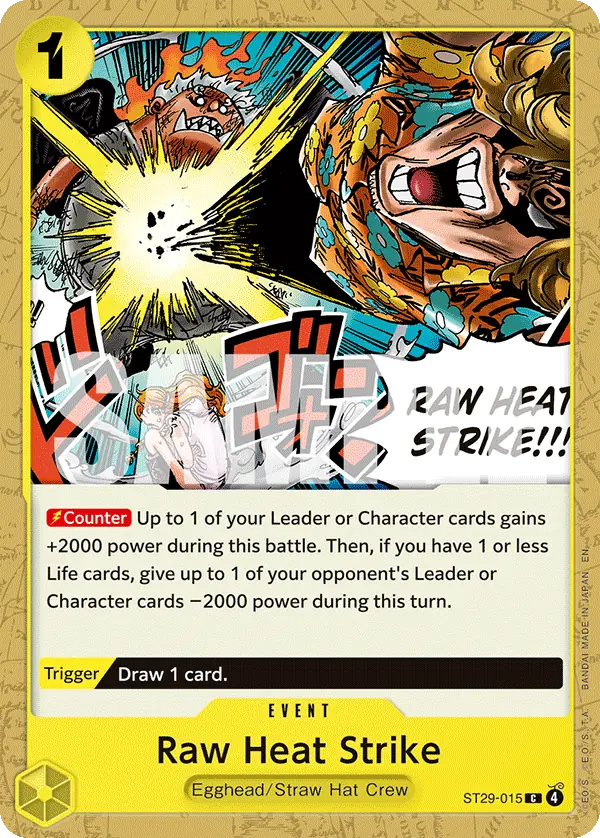 1
RAW HEAT
STRIKE!!!
Counter Up to 1 of your Leader or Character cards gains
+2000 power during this battle. Then, if you have 1 or less
Life cards, give up to 1 of your opponent's Leader or
Character cards −2000 power during this turn.
Trigger Draw 1 card.
EVENT
Raw Heat Strike
Egghead/Straw Hat Crew
ST29-015 C 4
BANDAI MADE IN JAPAN EN